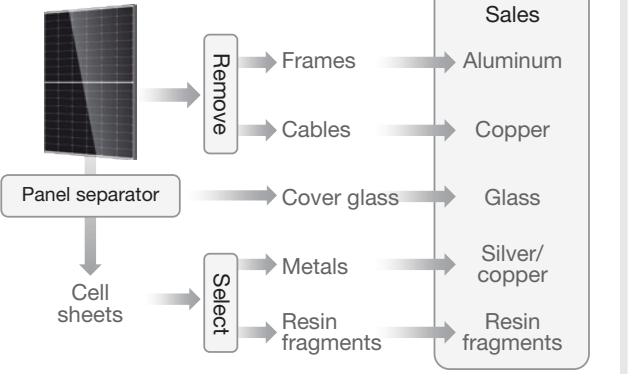 Sales
Remove
Frames
Aluminum
Cables
Copper
Panel separator
Cover glass
Glass
Cell
sheets
Select
Metals
Silver/
copper
Resin
fragments
Resin
fragments